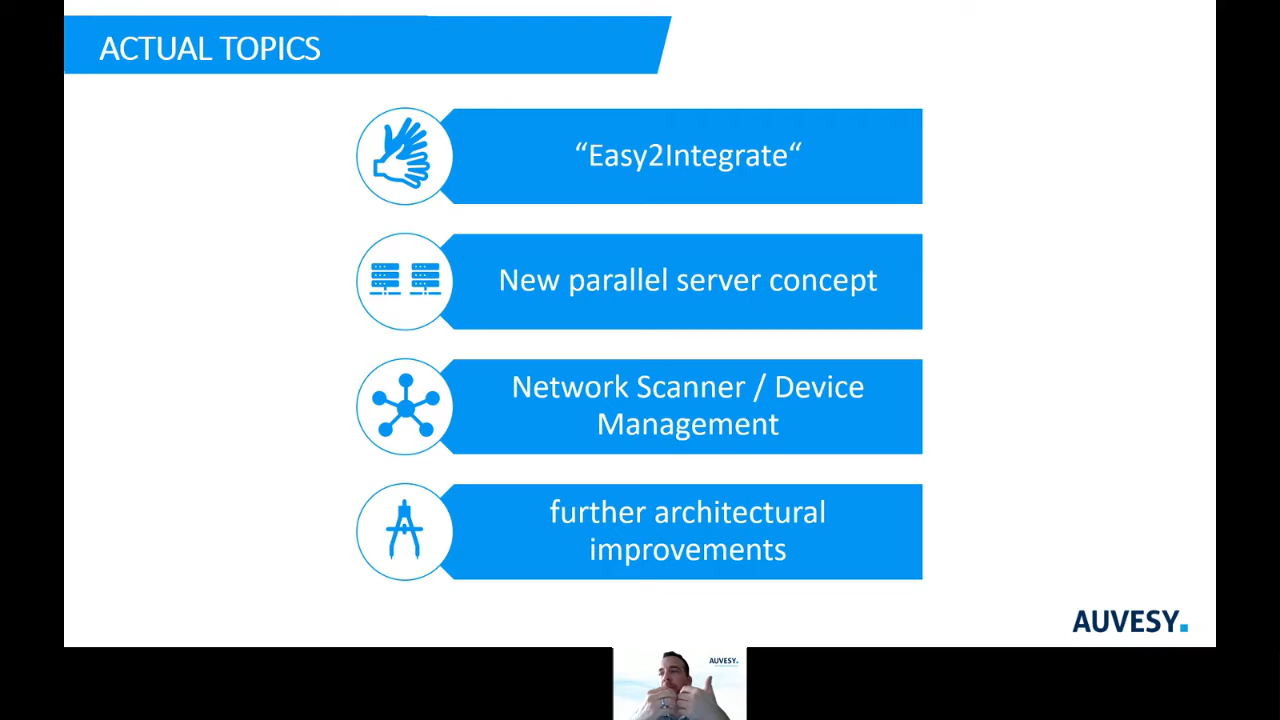 ACTUAL TOPICS
“Easy2Integrate“
New parallel server concept
Network Scanner / Device
Management
further architectural
improvements
AUVESY.
AUVESY.